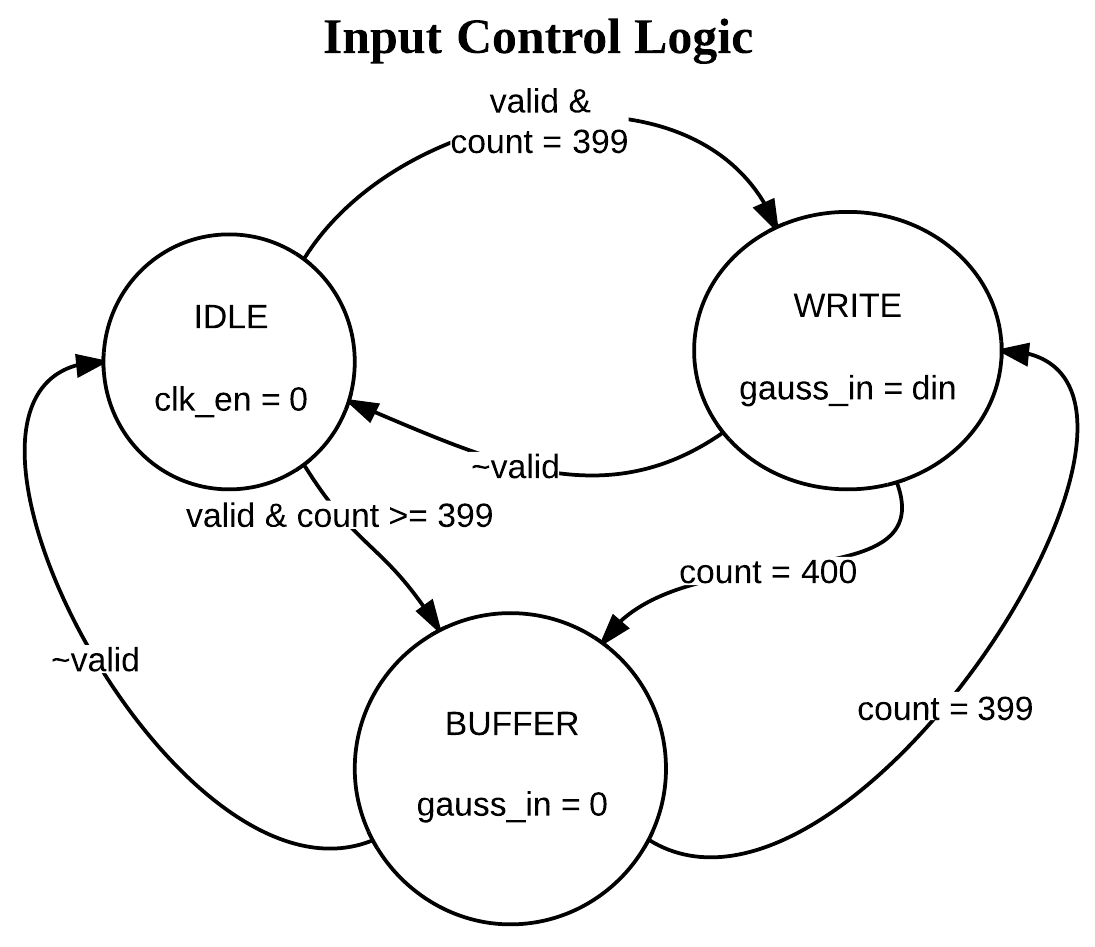 Input Control Logic
valid &
count = 399
IDLE
clk_en = 0
WRITE
gauss_in = din
~valid
valid & count >= 399
count = 400
~valid
BUFFER
gauss_in = 0
count = 399